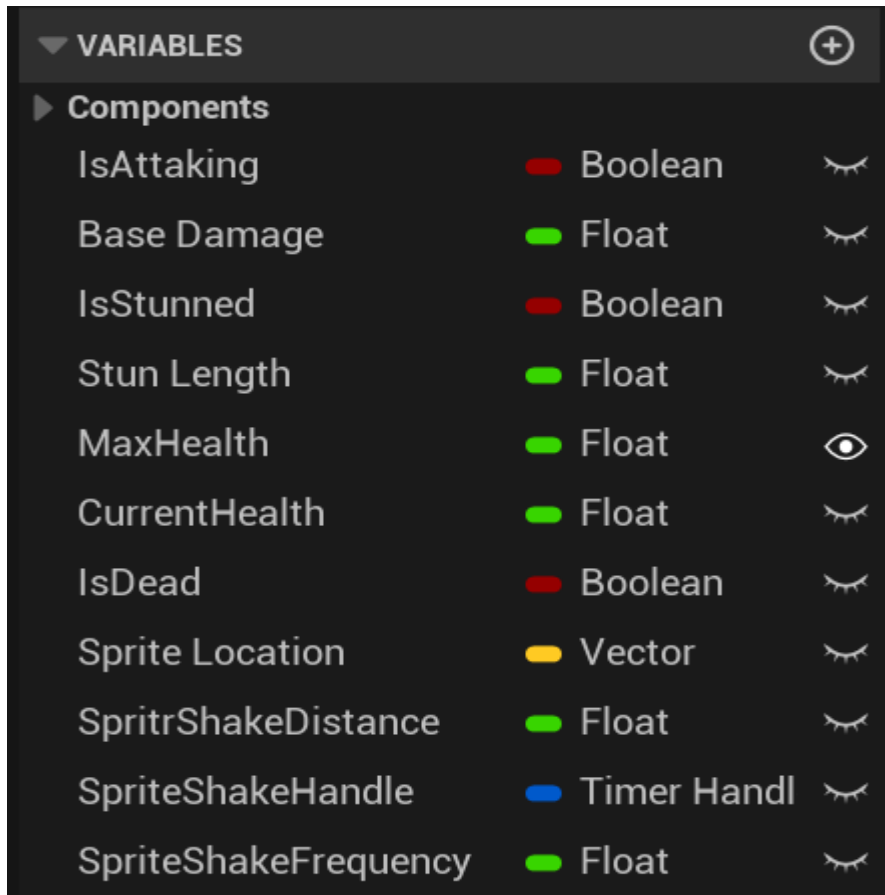 VARIABLES
Components
IsAttaking Boolean
Base Damage Float
IsStunned Boolean
Stun Length Float
MaxHealth Float
CurrentHealth Float
IsDead Boolean
Sprite Location Vector
SpritrShakeDistance Float
SpriteShakeHandle Timer Handl
SpriteShakeFrequency Float